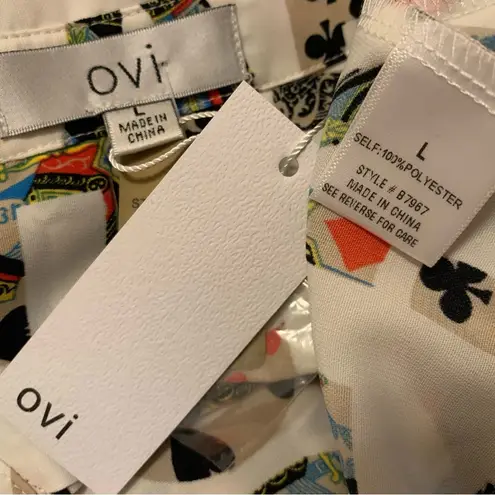 ovi
L
MADE IN
CHINA
ovi
L
SELF: 100%POLYESTER
STYLE # B7967
MADE IN CHINA
SEE REVERSE FOR CARE